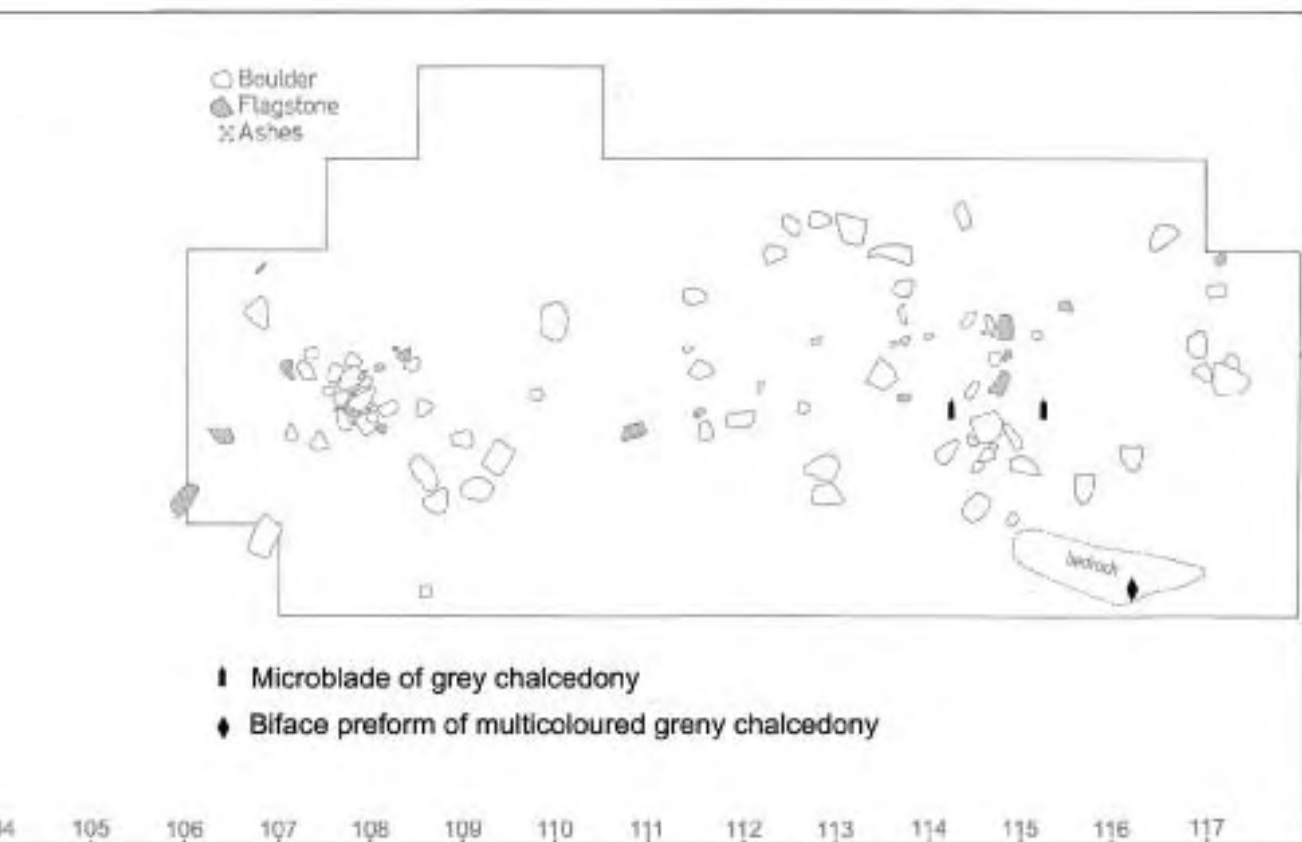 Boulder
Flagstone
Ashes
bedrock
Microblade of grey chalcedony
Biface preform of multicoloured greny chalcedony
105 106 107 108 109 110 111 112 113 114 115 116 117